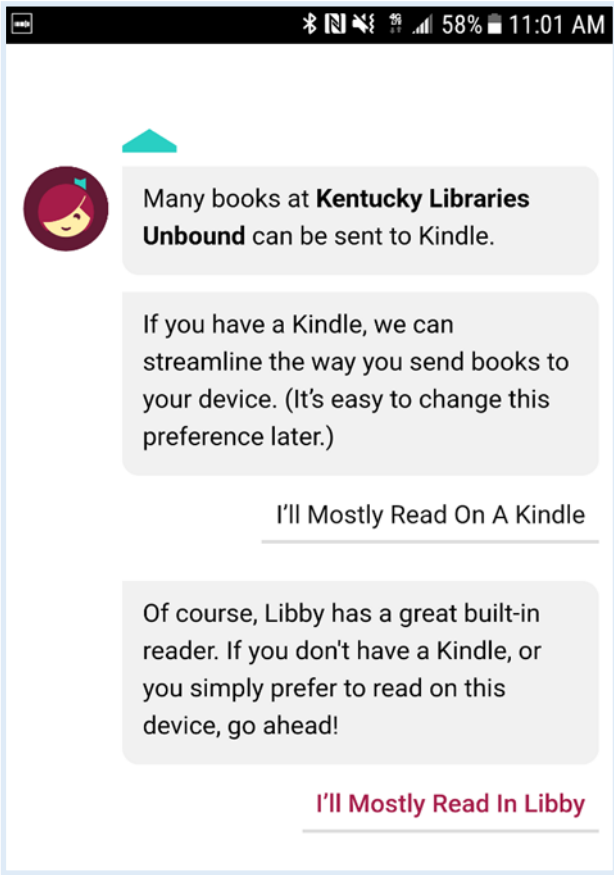 58% 11:01 AM
Many books at Kentucky Libraries
Unbound can be sent to Kindle.
If you have a Kindle, we can
streamline the way you send books to
your device. (It's easy to change this
preference later.)
I'll Mostly Read On A Kindle
Of course, Libby has a great built-in
reader. If you don't have a Kindle, or
you simply prefer to read on this
device, go ahead!
I'll Mostly Read In Libby